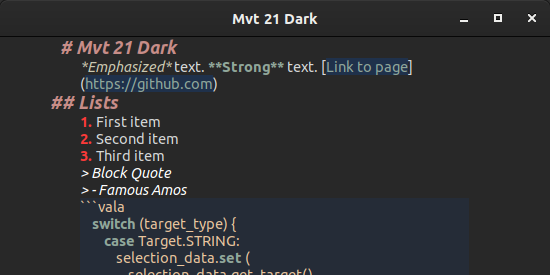 Mvt 21 Dark
# Mvt 21 Dark
*Emphasized* text. **Strong** text. [Link to page]
(https://github.com)
## Lists
1. First item
2. Second item
3. Third item
> Block Quote
> - Famous Amos
```vala
switch (target_type) {
case Target.STRING:
selection_data.set (
selection_data.get_target()